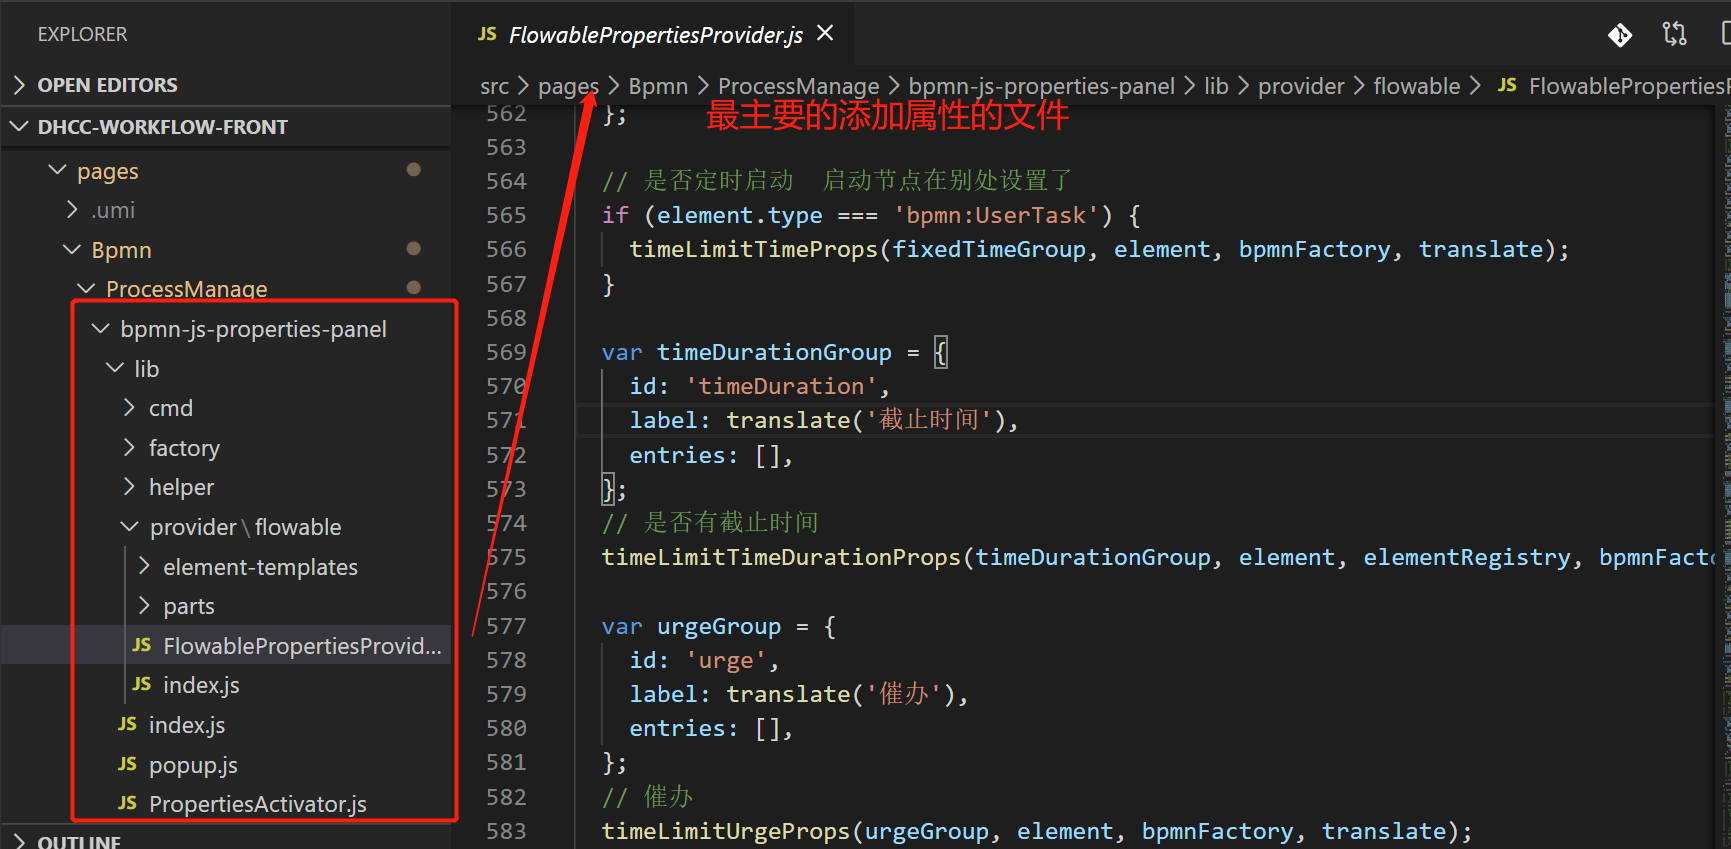 EXPLORER
OPEN EDITORS
DHCC-WORKFLOW-FRONT
pages
.umi
Bpmn
ProcessManage
bpmn-js-properties-panel
lib
cmd
factory
helper
provider \ flowable
element-templates
parts
JS FlowablePropertiesProvid...
JS index.js
JS index.js
JS popup.js
JS PropertiesActivator.js
OUTLINE
JS FlowablePropertiesProvider.js
src > pages > Bpmn > ProcessManage > bpmn-js-properties-panel > lib > provider > flowable > JS FlowableProperties
最主要的添加属性的文件
562 };
563
564 // 是否定时启动  启动节点在别处设置了
565 if (element.type === 'bpmn:UserTask') {
566 timeLimitTimeProps(fixedTimeGroup, element, bpmnFactory, translate);
567 }
568
569 var timeDurationGroup = {
570 id: 'timeDuration',
571 label: translate('截止时间'),
572 entries: [],
573 };
574 // 是否有截止时间
575 timeLimitTimeDurationProps(timeDurationGroup, element, elementRegistry, bpmnFacto
576
577 var urgeGroup = {
578 id: 'urge',
579 label: translate('催办'),
580 entries: [],
581 };
582 // 催办
583 timeLimitUrgeProps(urgeGroup, element, bpmnFactory, translate);